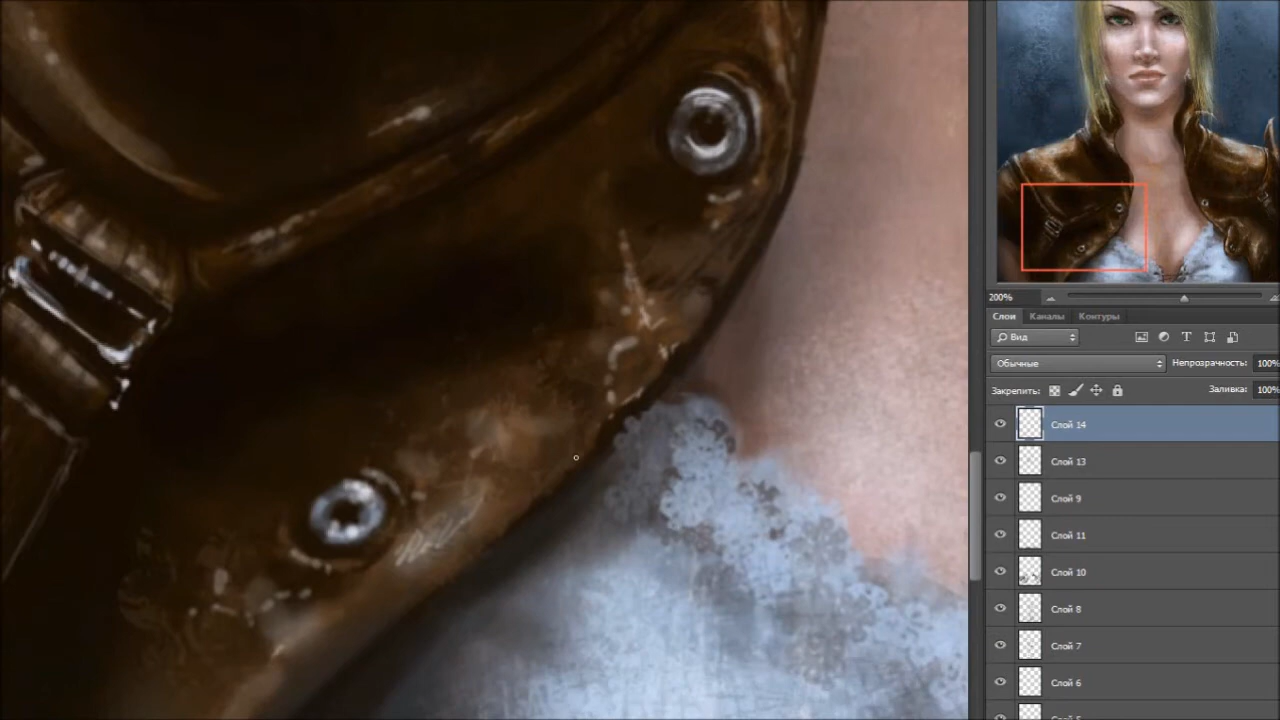 200%
Слои Каналы Контуры
Вид
Обычные Непрозрачность: 100%
Закрепить: Заливка: 100%
Слой 14
Слой 13
Слой 9
Слой 11
Слой 10
Слой 8
Слой 7
Слой 6